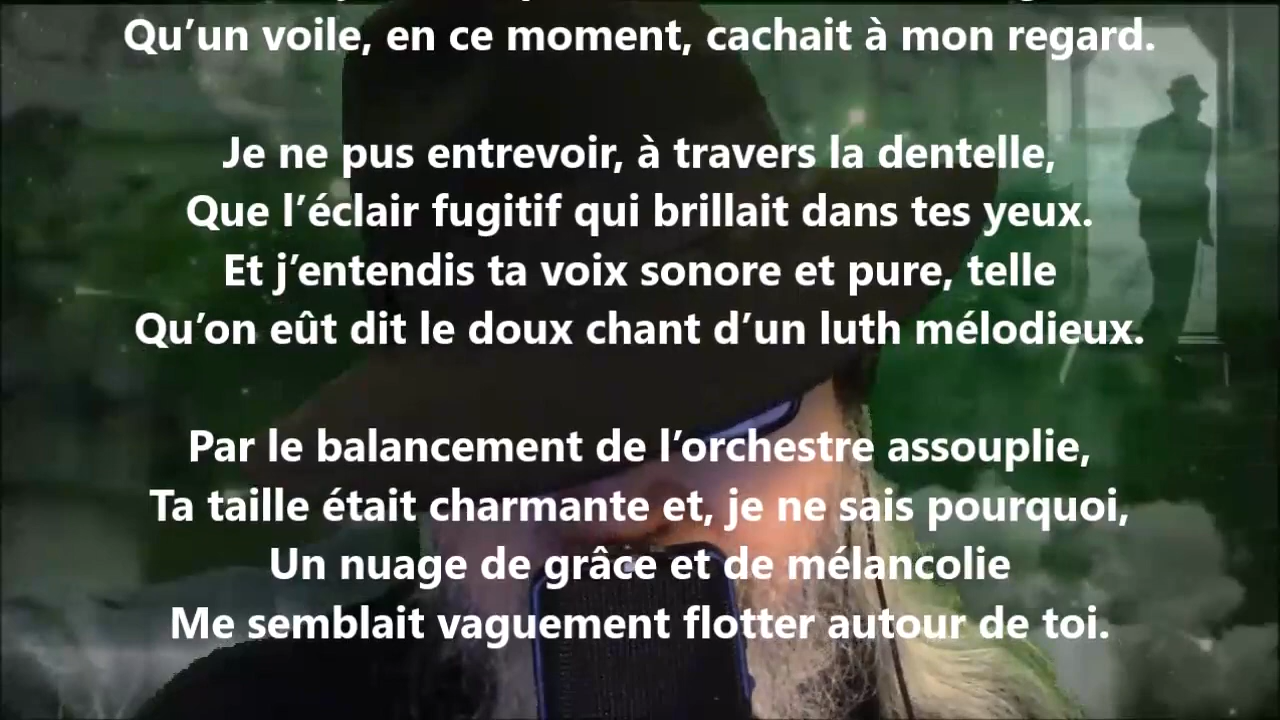 Qu’un voile, en ce moment, cachait à mon regard.
Je ne pus entrevoir, à travers la dentelle,
Que l’éclair fugitif qui brillait dans tes yeux.
Et j’entendis ta voix sonore et pure, telle
Qu’on eût dit le doux chant d’un luth mélodieux.
Par le balancement de l’orchestre assouplie,
Ta taille était charmante et, je ne sais pourquoi,
Un nuage de grâce et de mélancolie
Me semblait vaguement flotter autour de toi.